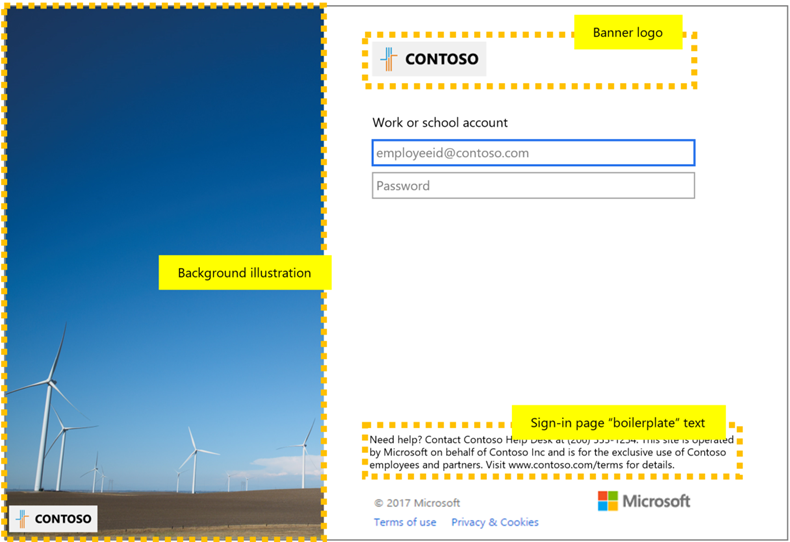 Banner logo
CONTOSO
Work or school account
employeeid@contoso.com
Password
Background illustration
Sign-in page “boilerplate” text
Need help? Contact Contoso Help Desk at (206) 555-1234. This site is operated
by Microsoft on behalf of Contoso Inc and is for the exclusive use of Contoso
employees and partners. Visit www.contoso.com/terms for details.
© 2017 Microsoft
Microsoft
Terms of use Privacy & Cookies
CONTOSO